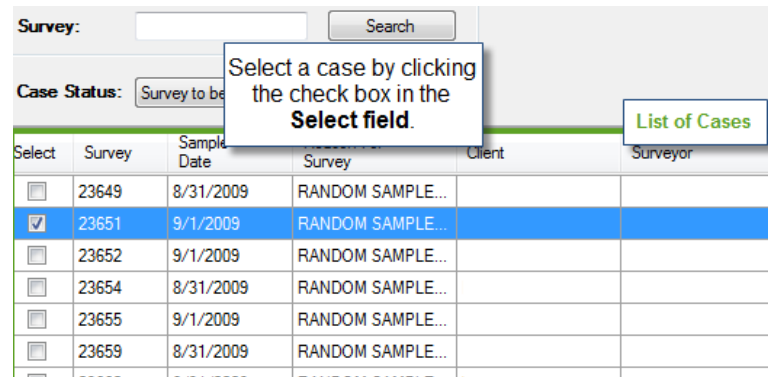 Survey: Search
Select a case by clicking
the check box in the
Select field.
Case Status: Survey to be
List of Cases
Select Survey Sample Date Survey Client Surveyor
23649 8/31/2009 RANDOM SAMPLE...
23651 9/1/2009 RANDOM SAMPLE...
23652 9/1/2009 RANDOM SAMPLE...
23654 8/31/2009 RANDOM SAMPLE...
23655 9/1/2009 RANDOM SAMPLE...
23659 8/31/2009 RANDOM SAMPLE...